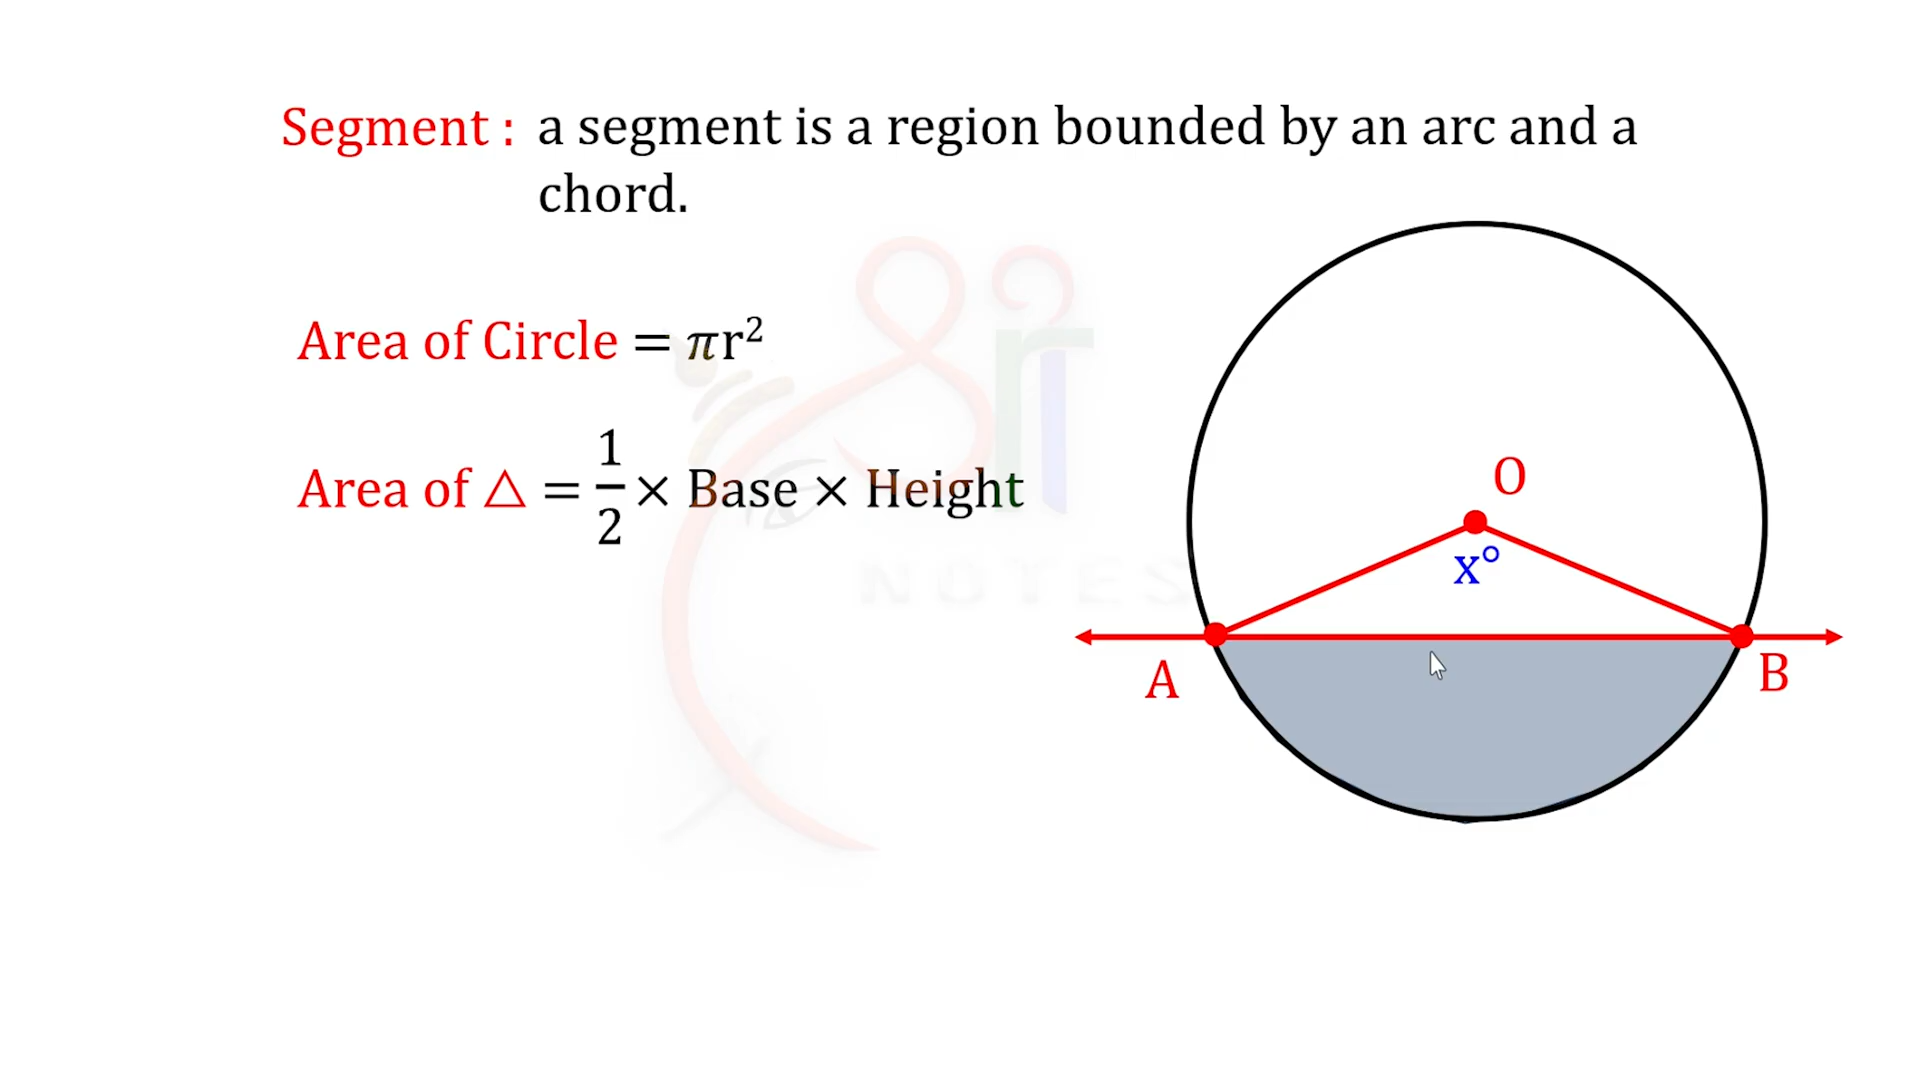 Segment : a segment is a region bounded by an arc and a
chord.
Area of Circle = πr²
Area of △ = 1/2 × Base × Height
O
x°
A
B
NOTES